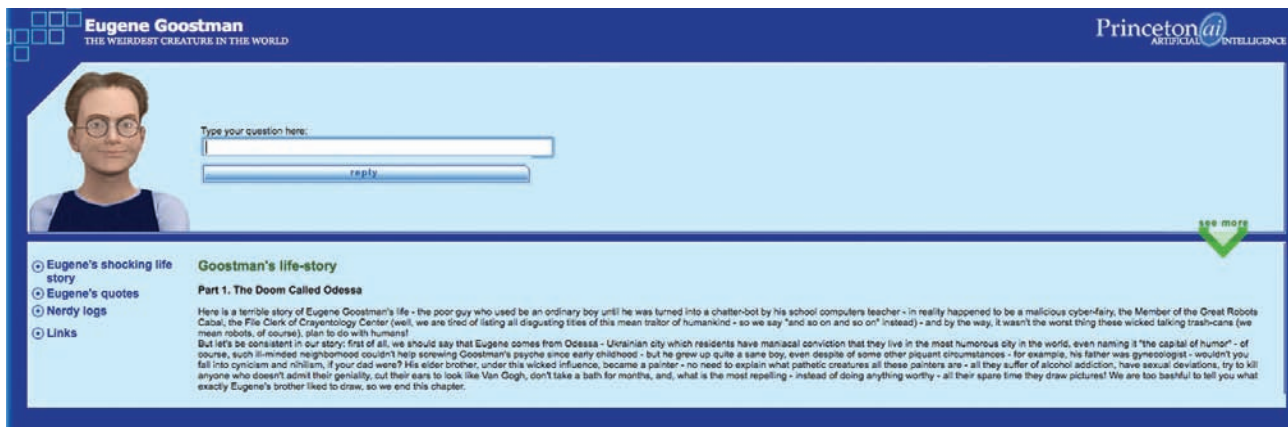 Eugene Goostman
THE WEIRDEST CREATURE IN THE WORLD
Princeton ai
ARTIFICIAL INTELLIGENCE
Type your question here:
reply
see more
Eugene's shocking life
story
Eugene's quotes
Nerdy logs
Links
Goostman's life-story
Part 1. The Doom Called Odessa
Here is a terrible story of Eugene Goostman's life - the poor guy who used be an ordinary boy until he was turned into a chatter-bot by his school computers teacher - in reality happened to be a malicious cyber-fairy, the Member of the Great Robots
Cabal, the File Clerk of Crayontology Center (well, we are tired of listing all disgusting titles of this mean traitor of humankind - so we say "and so on and so on" instead) - and by the way, it wasn't the worst thing these wicked talking trash-cans (we
mean robots, of course), plan to do with humans!
But let's be consistent in our story: first of all, we should say that Eugene comes from Odessa - Ukrainian city which residents have maniacal conviction that they live in the most humorous city in the world, even naming it "the capital of humor" - of
course, such ill-minded neighborhood couldn't help screwing Goostman's psyche since early childhood - but he grew up quite a sane boy, even despite of some other piquant circumstances - for example, his father was gynecologist - wouldn't you
fall into cynicism and nihilism, if your dad were? His elder brother, under this wicked influence, became a painter - no need to explain what pathetic creatures all these painters are - all they suffer of alcohol addiction, have sexual deviations, try to kill
anyone who doesn't admit their geniality, cut their ears to look like Van Gogh, don't take a bath for months, and, what is the most repelling - instead of doing anything worthy - all their spare time they draw pictures! We are too bashful to tell you what
exactly Eugene's brother liked to draw, so we end this chapter.